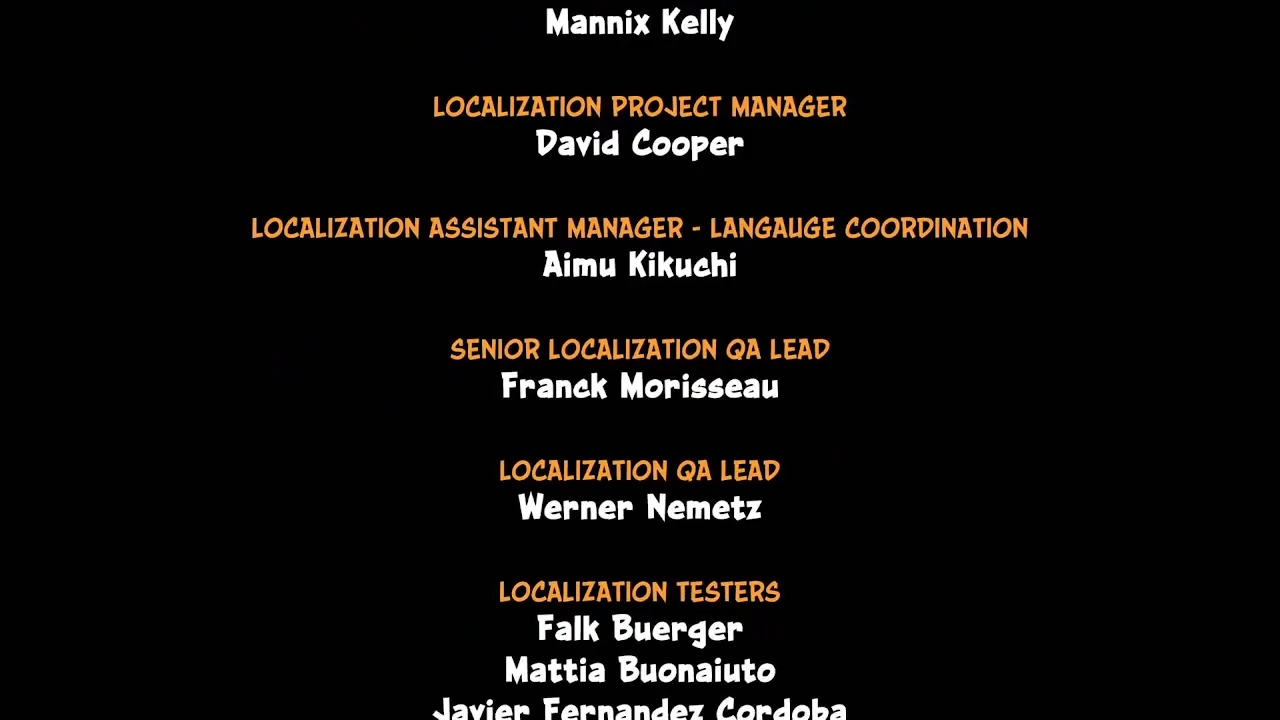 Mannix Kelly
LOCALIZATION PROJECT MANAGER
David Cooper
LOCALIZATION ASSISTANT MANAGER - LANGAUGE COORDINATION
Aimu Kikuchi
SENIOR LOCALIZATION QA LEAD
Franck Morisseau
LOCALIZATION QA LEAD
Werner Nemetz
LOCALIZATION TESTERS
Falk Buerger
Mattia Buonaiuto
Javier Fernandez Cordoba